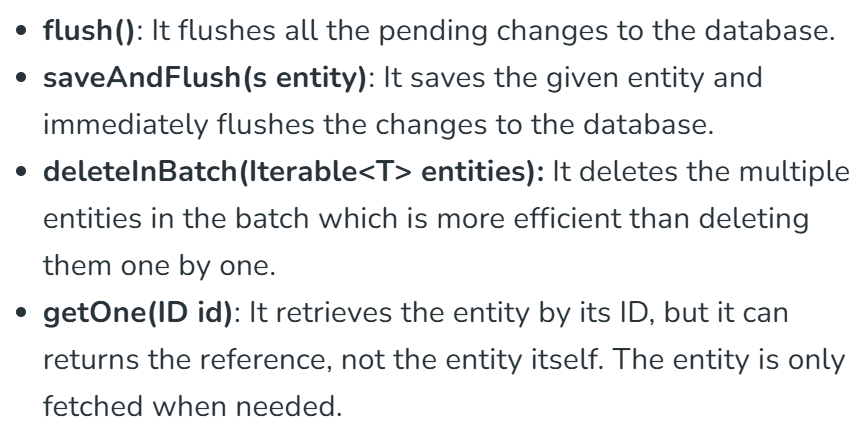 • flush(): It flushes all the pending changes to the database.
• saveAndFlush(s entity): It saves the given entity and
immediately flushes the changes to the database.
• deleteInBatch(Iterable<T> entities): It deletes the multiple
entities in the batch which is more efficient than deleting
them one by one.
• getOne(ID id): It retrieves the entity by its ID, but it can
returns the reference, not the entity itself. The entity is only
fetched when needed.